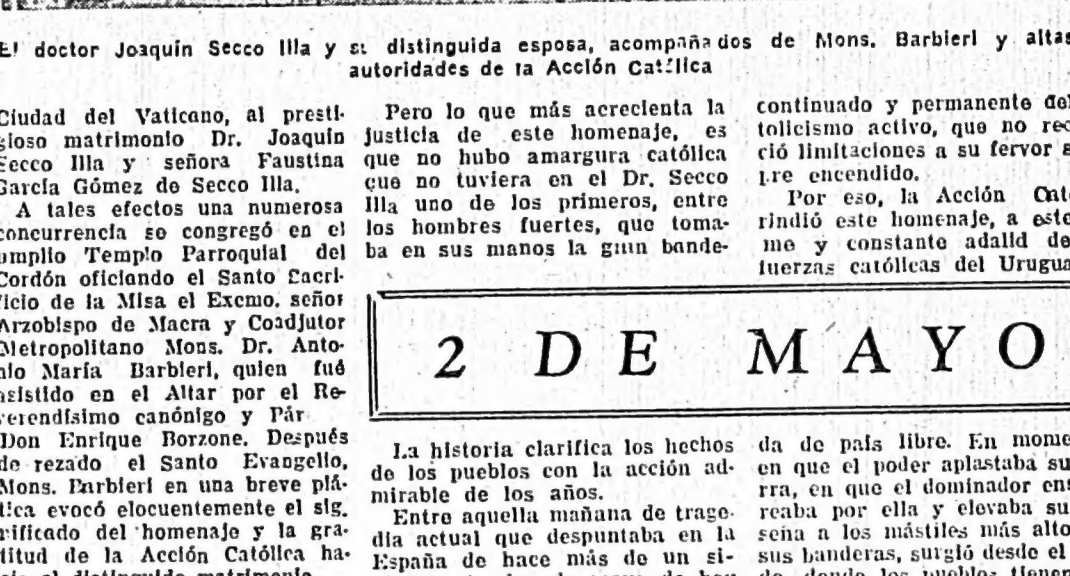 El doctor Joaquín Secco Illa y su distinguida esposa, acompañados de Mons. Barbieri y altas
autoridades de la Acción Católica
Ciudad del Vaticano, al presti-
gioso matrimonio Dr. Joaquín
Secco Illa y señora Faustina
García Gómez de Secco Illa.
A tales efectos una numerosa
concurrencia se congregó en el
amplio Templo Parroquial del
Cordón oficiando el Santo Sacri-
ficio de la Misa el Excmo. señor
Arzobispo de Macra y Coadjutor
Metropolitano Mons. Dr. Anto-
nio María Barbieri, quien fué
asistido en el Altar por el Re-
verendísimo canónigo y Pár
Don Enrique Borzone. Después
de rezado el Santo Evangelio,
Mons. Barbieri en una breve plá-
tica evocó elocuentemente el sig.
nificado del homenaje y la gra-
titud de la Acción Católica ha-
cia el distinguido matrimonio
Pero lo que más acrecienta la
justicia de este homenaje, es
que no hubo amargura católica
que no tuviera en el Dr. Secco
Illa uno de los primeros, entre
los hombres fuertes, que toma-
ba en sus manos la gran bande-
continuado y permanente del
tolicismo activo, que no rec
ció limitaciones a su fervor s
pre encendido.
Por eso, la Acción Cató
rindió este homenaje, a este
me y constante adalid de
fuerzas católicas del Urugua
2 DE MAYO
La historia clarifica los hechos
de los pueblos con la acción ad-
mirable de los años.
Entre aquella mañana de trage-
dia actual que despuntaba en la
España de hace más de un si-
da de país libre. En mome
en que el poder aplastaba su
rra, en que el dominador ens
reaba por ella y elevaba su
seña a los mástiles más alto
sus banderas, surgió desde el
do, donde los pueblos tienen